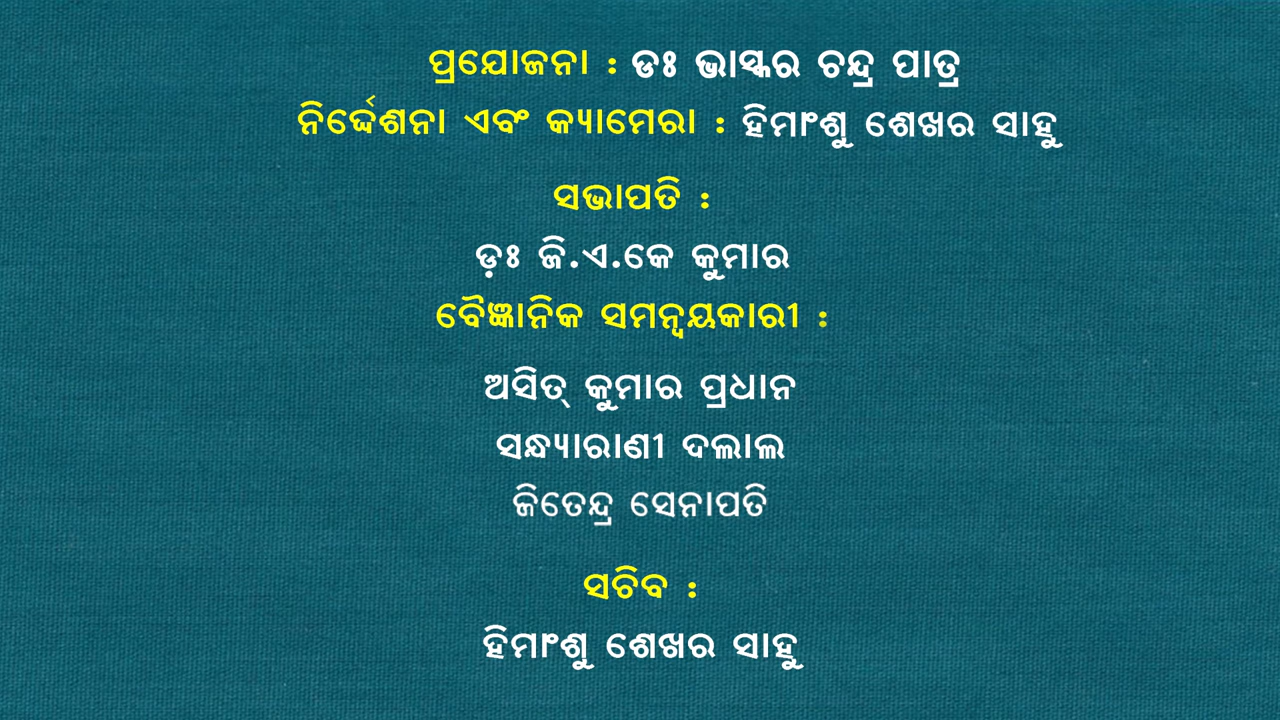 ପ୍ରଯୋଜନା : ଡଃ ଭାସ୍କର ଚନ୍ଦ୍ର ପାତ୍ର
ନିର୍ଦ୍ଦେଶନା ଏବଂ କ୍ୟାମେରା : ହିମାଂଶୁ ଶେଖର ସାହୁ
ସଭାପତି :
ଡ଼ଃ ଜି.ଏ.କେ କୁମାର
ବୈଜ୍ଞାନିକ ସମନ୍ୱୟକାରୀ :
ଅସିତ୍ କୁମାର ପ୍ରଧାନ
ସନ୍ଧ୍ୟାରାଣୀ ଦଲାଲ
ଜିତେନ୍ଦ୍ର ସେନାପତି
ସଚିବ :
ହିମାଂଶୁ ଶେଖର ସାହୁ